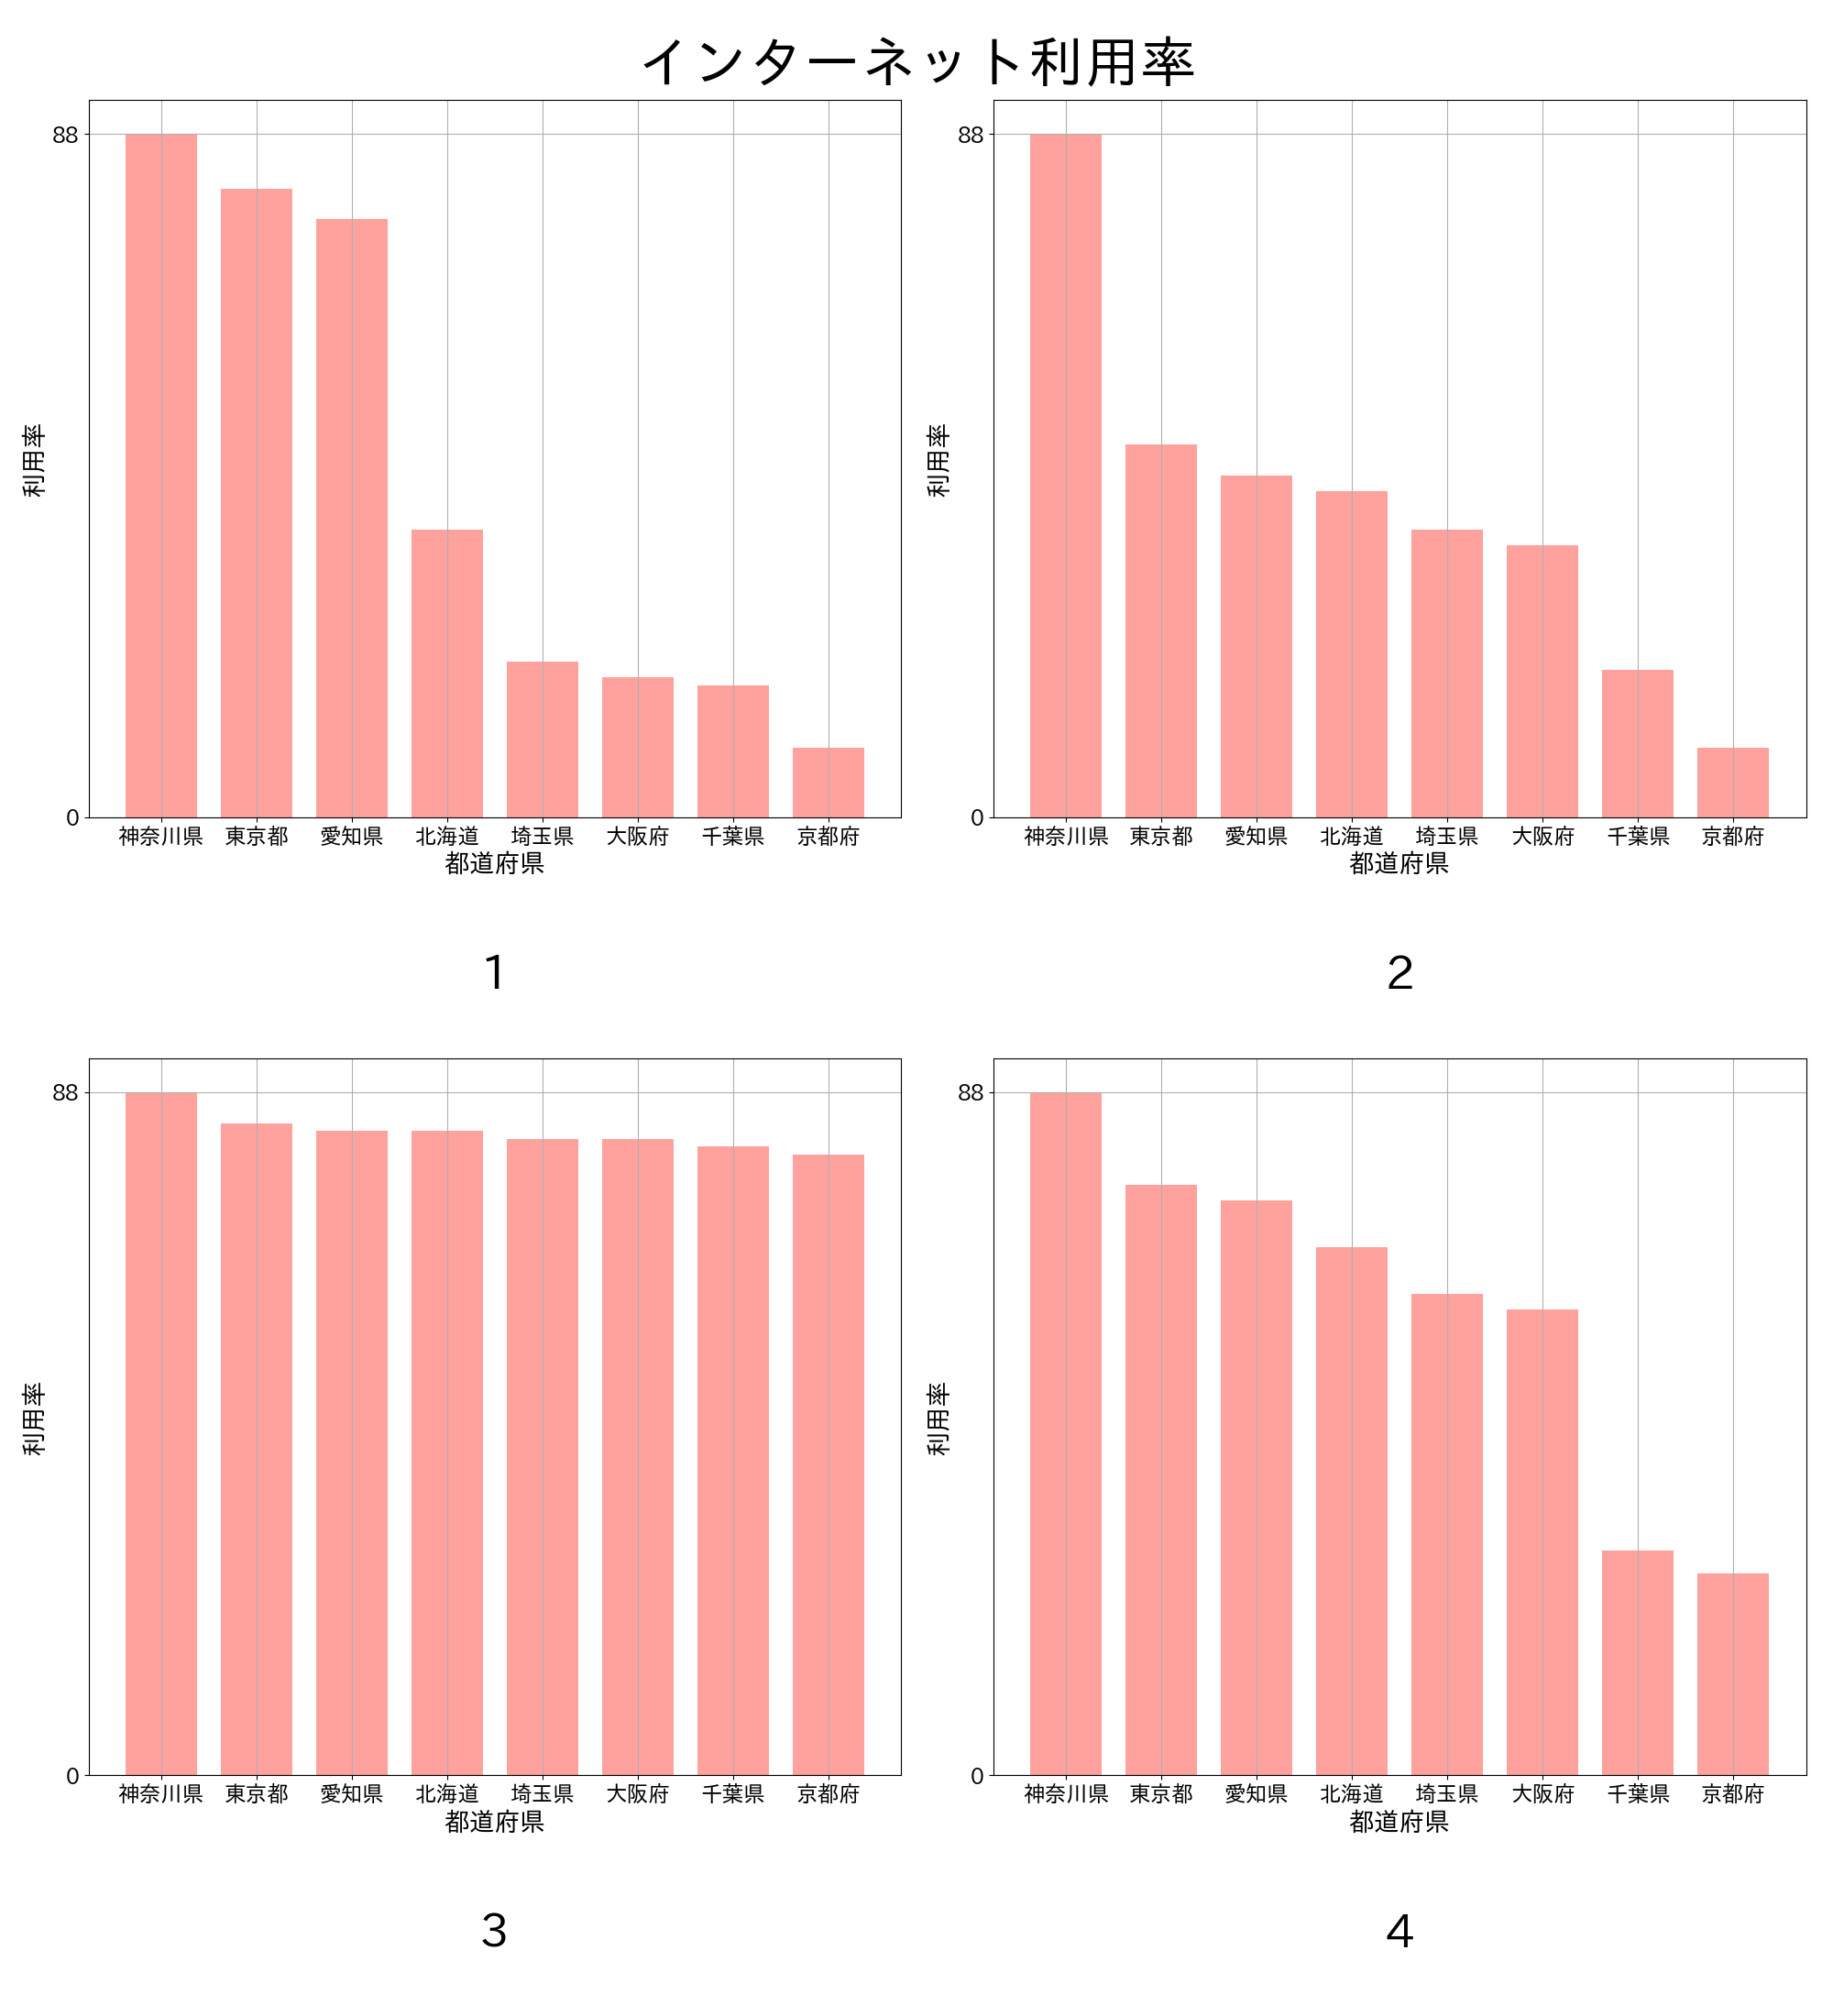 インターネット利用率
88
0
利用率
神奈川県 東京都 愛知県 北海道 埼玉県 大阪府 千葉県 京都府
都道府県
1
88
0
利用率
神奈川県 東京都 愛知県 北海道 埼玉県 大阪府 千葉県 京都府
都道府県
2
88
0
利用率
神奈川県 東京都 愛知県 北海道 埼玉県 大阪府 千葉県 京都府
都道府県
3
88
0
利用率
神奈川県 東京都 愛知県 北海道 埼玉県 大阪府 千葉県 京都府
都道府県
4